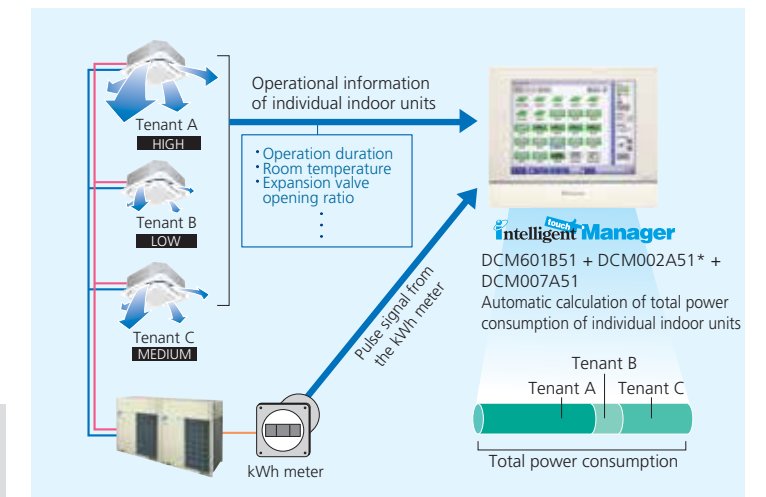 Operational information
of individual indoor units
Tenant A
HIGH
· Operation duration
· Room temperature
· Expansion valve
opening ratio
Tenant B
LOW
Tenant C
MEDIUM
Pulse signal from
the kWh meter
kWh meter
intelligent touch Manager
DCM601B51 + DCM002A51* +
DCM007A51
Automatic calculation of total power
consumption of individual indoor units
Tenant B
Tenant A
Tenant C
Total power consumption